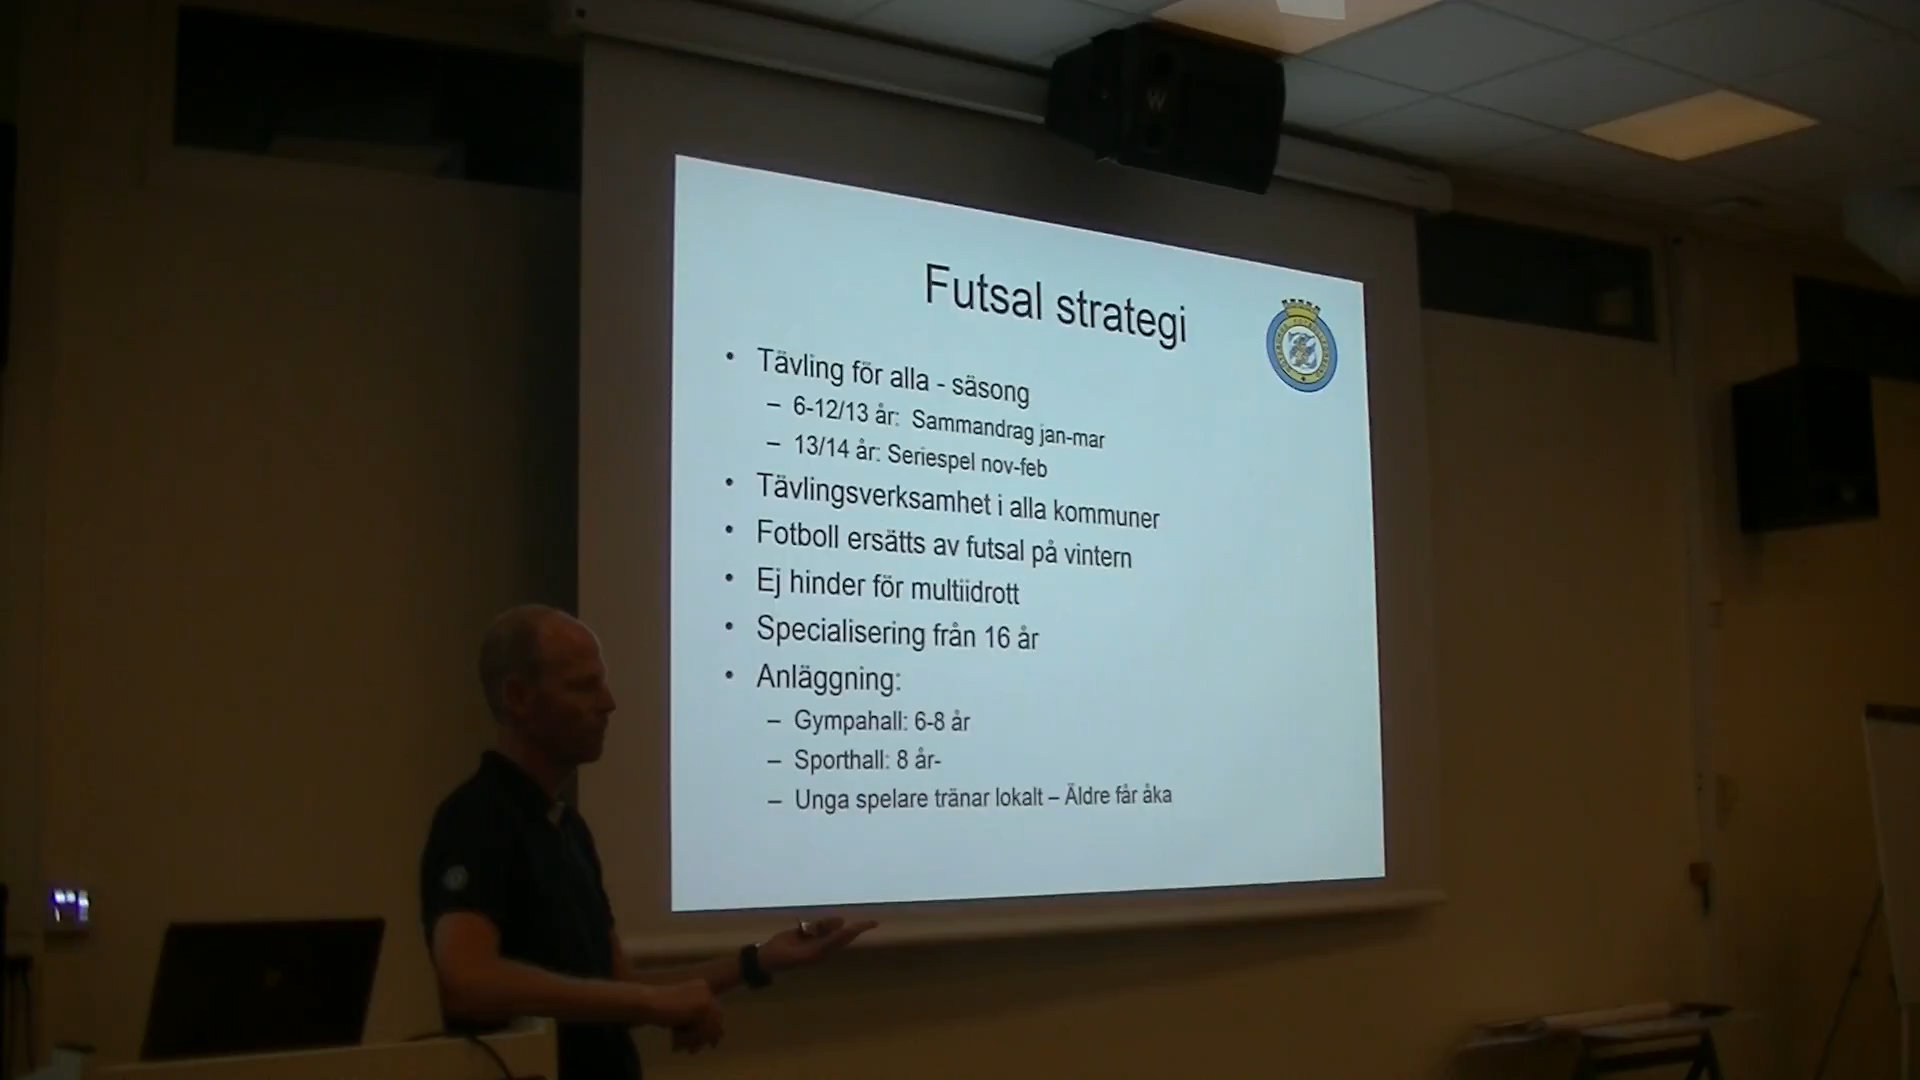 Futsal strategi
• Tävling för alla - säsong
– 6-12/13 år: Sammandrag jan-mar
– 13/14 år: Seriespel nov-feb
• Tävlingsverksamhet i alla kommuner
• Fotboll ersätts av futsal på vintern
• Ej hinder för multiidrott
• Specialisering från 16 år
• Anläggning:
– Gympahall: 6-8 år
– Sporthall: 8 år-
– Unga spelare tränar lokalt – Äldre får åka